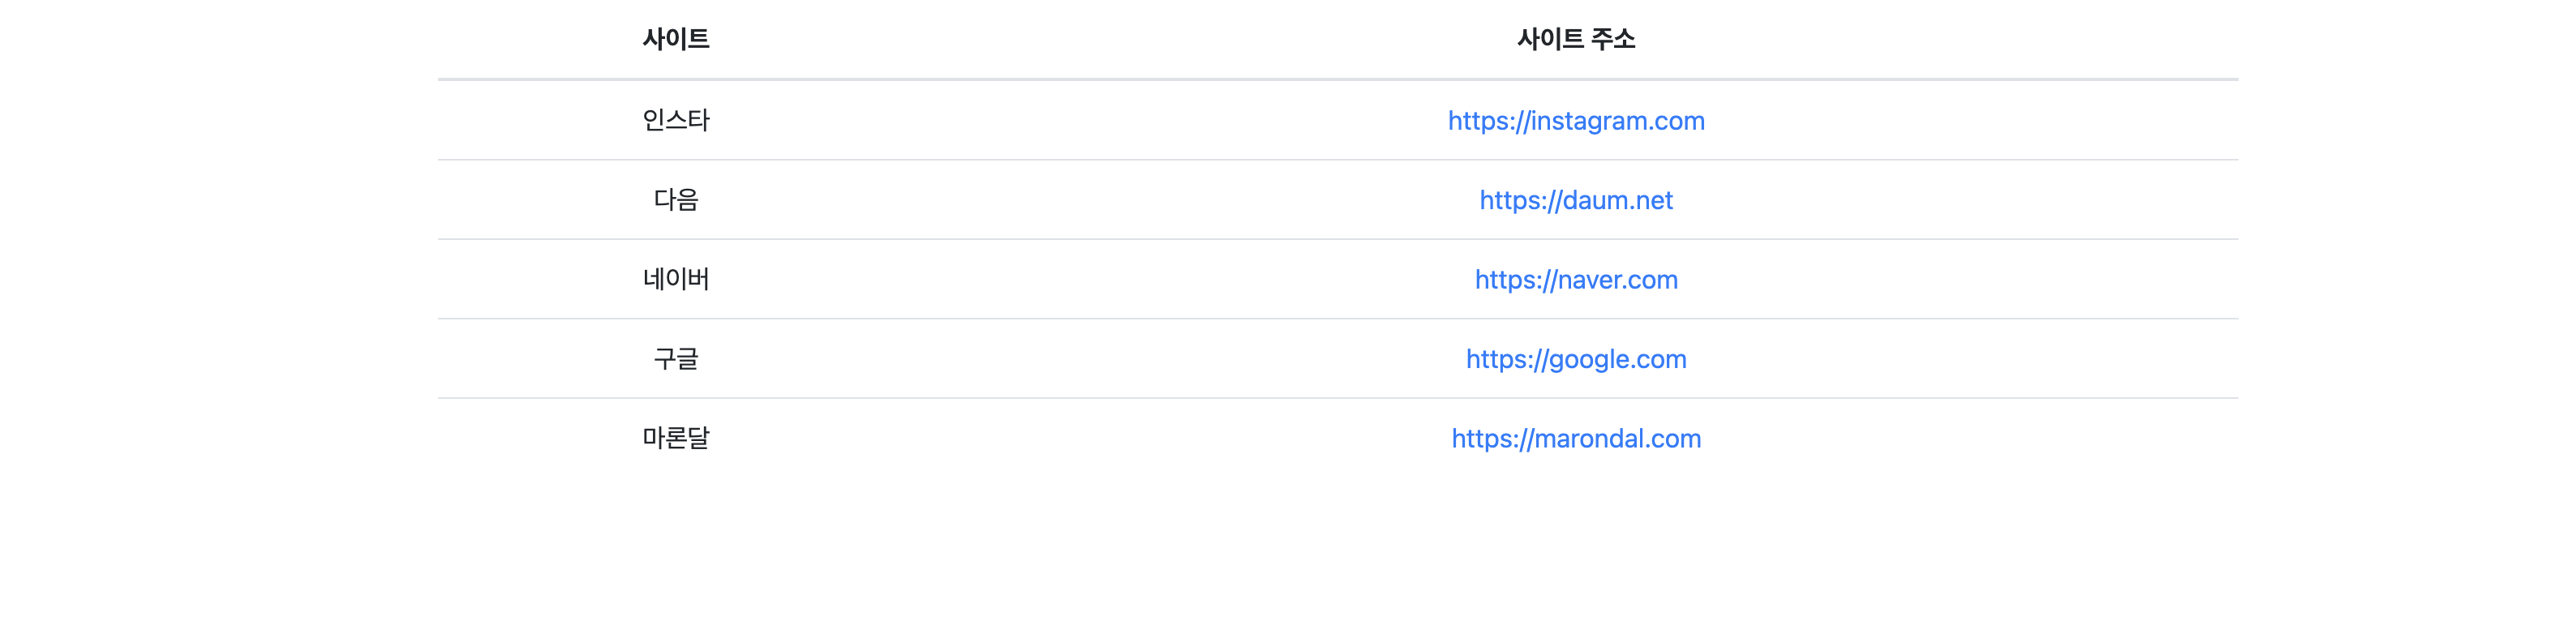 사이트 사이트 주소
인스타 https://instagram.com
다음 https://daum.net
네이버 https://naver.com
구글 https://google.com
마론달 https://marondal.com